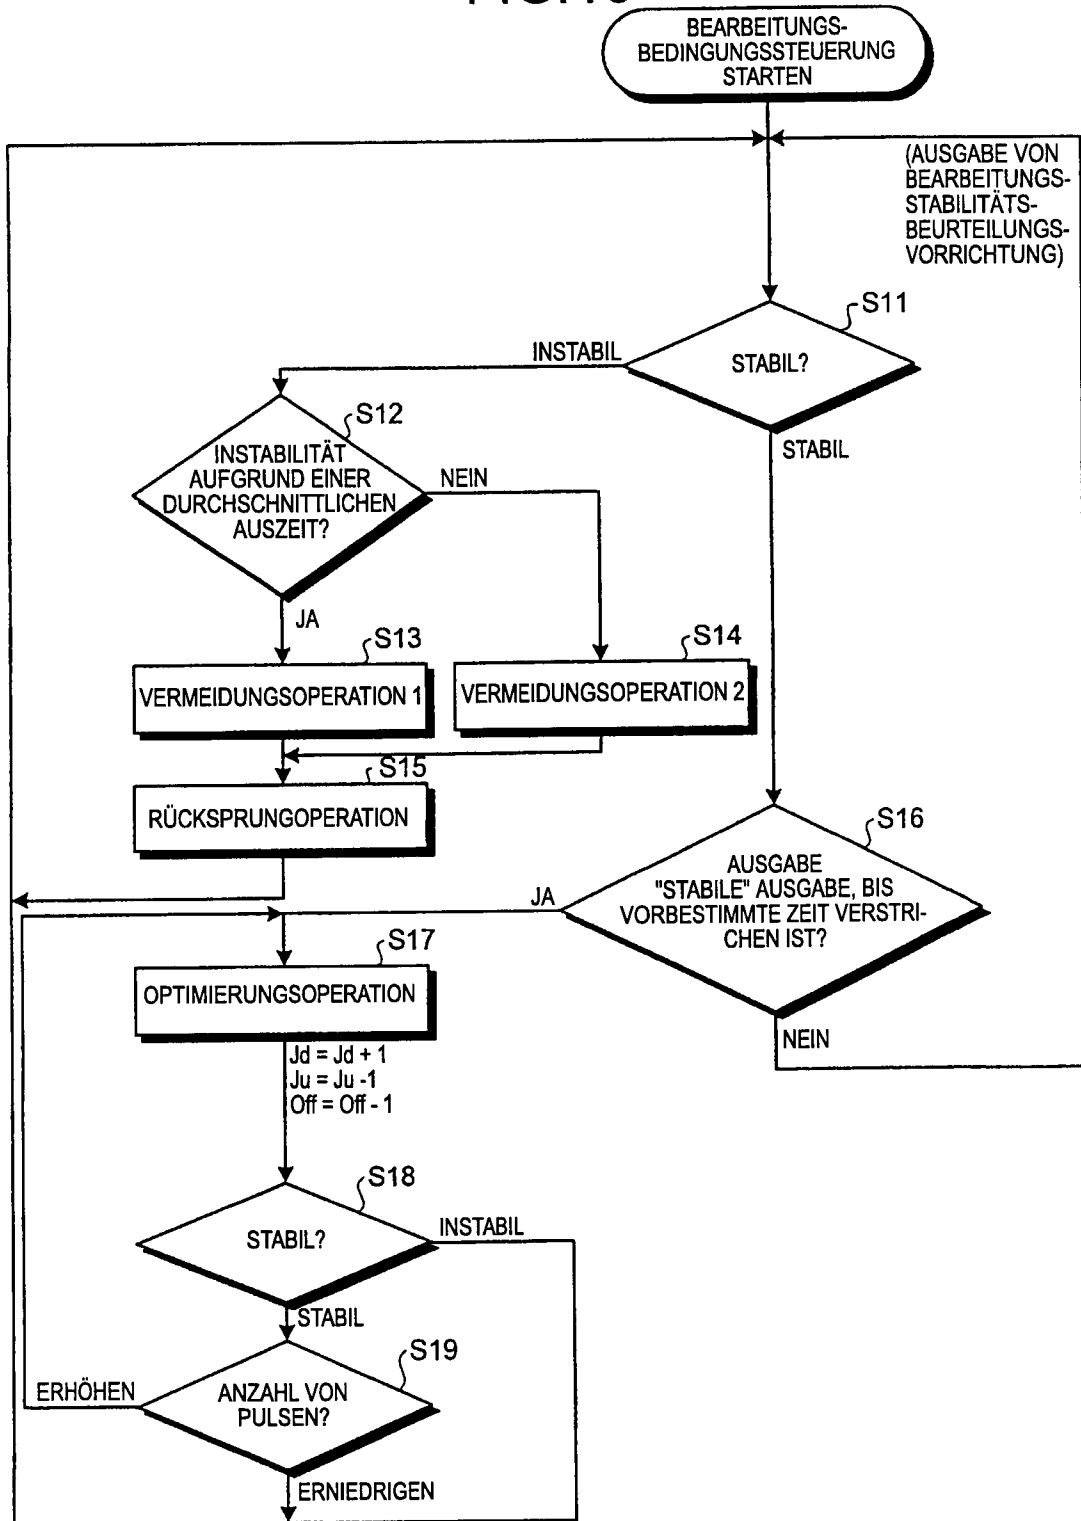 BEARBEITUNGS-
BEDINGUNGSSTEUERUNG
STARTEN
(AUSGABE VON
BEARBEITUNGS-
STABILITÄTS-
BEURTEILUNGS-
VORRICHTUNG)
S11
STABIL?
INSTABIL
STABIL
S12
INSTABILITÄT
AUFGRUND EINER
DURCHSCHNITTLICHEN
AUSZEIT?
NEIN
JA
S13
VERMEIDUNGSOPERATION 1
S14
VERMEIDUNGSOPERATION 2
S15
RÜCKSPRUNGOPERATION
S16
AUSGABE
"STABILE" AUSGABE, BIS
VORBESTIMMTE ZEIT VERSTRI-
CHEN IST?
JA
NEIN
S17
OPTIMIERUNGSOPERATION
Jd = Jd + 1
Ju = Ju -1
Off = Off - 1
S18
STABIL?
INSTABIL
STABIL
S19
ANZAHL VON
PULSEN?
ERHÖHEN
ERNIEDRIGEN